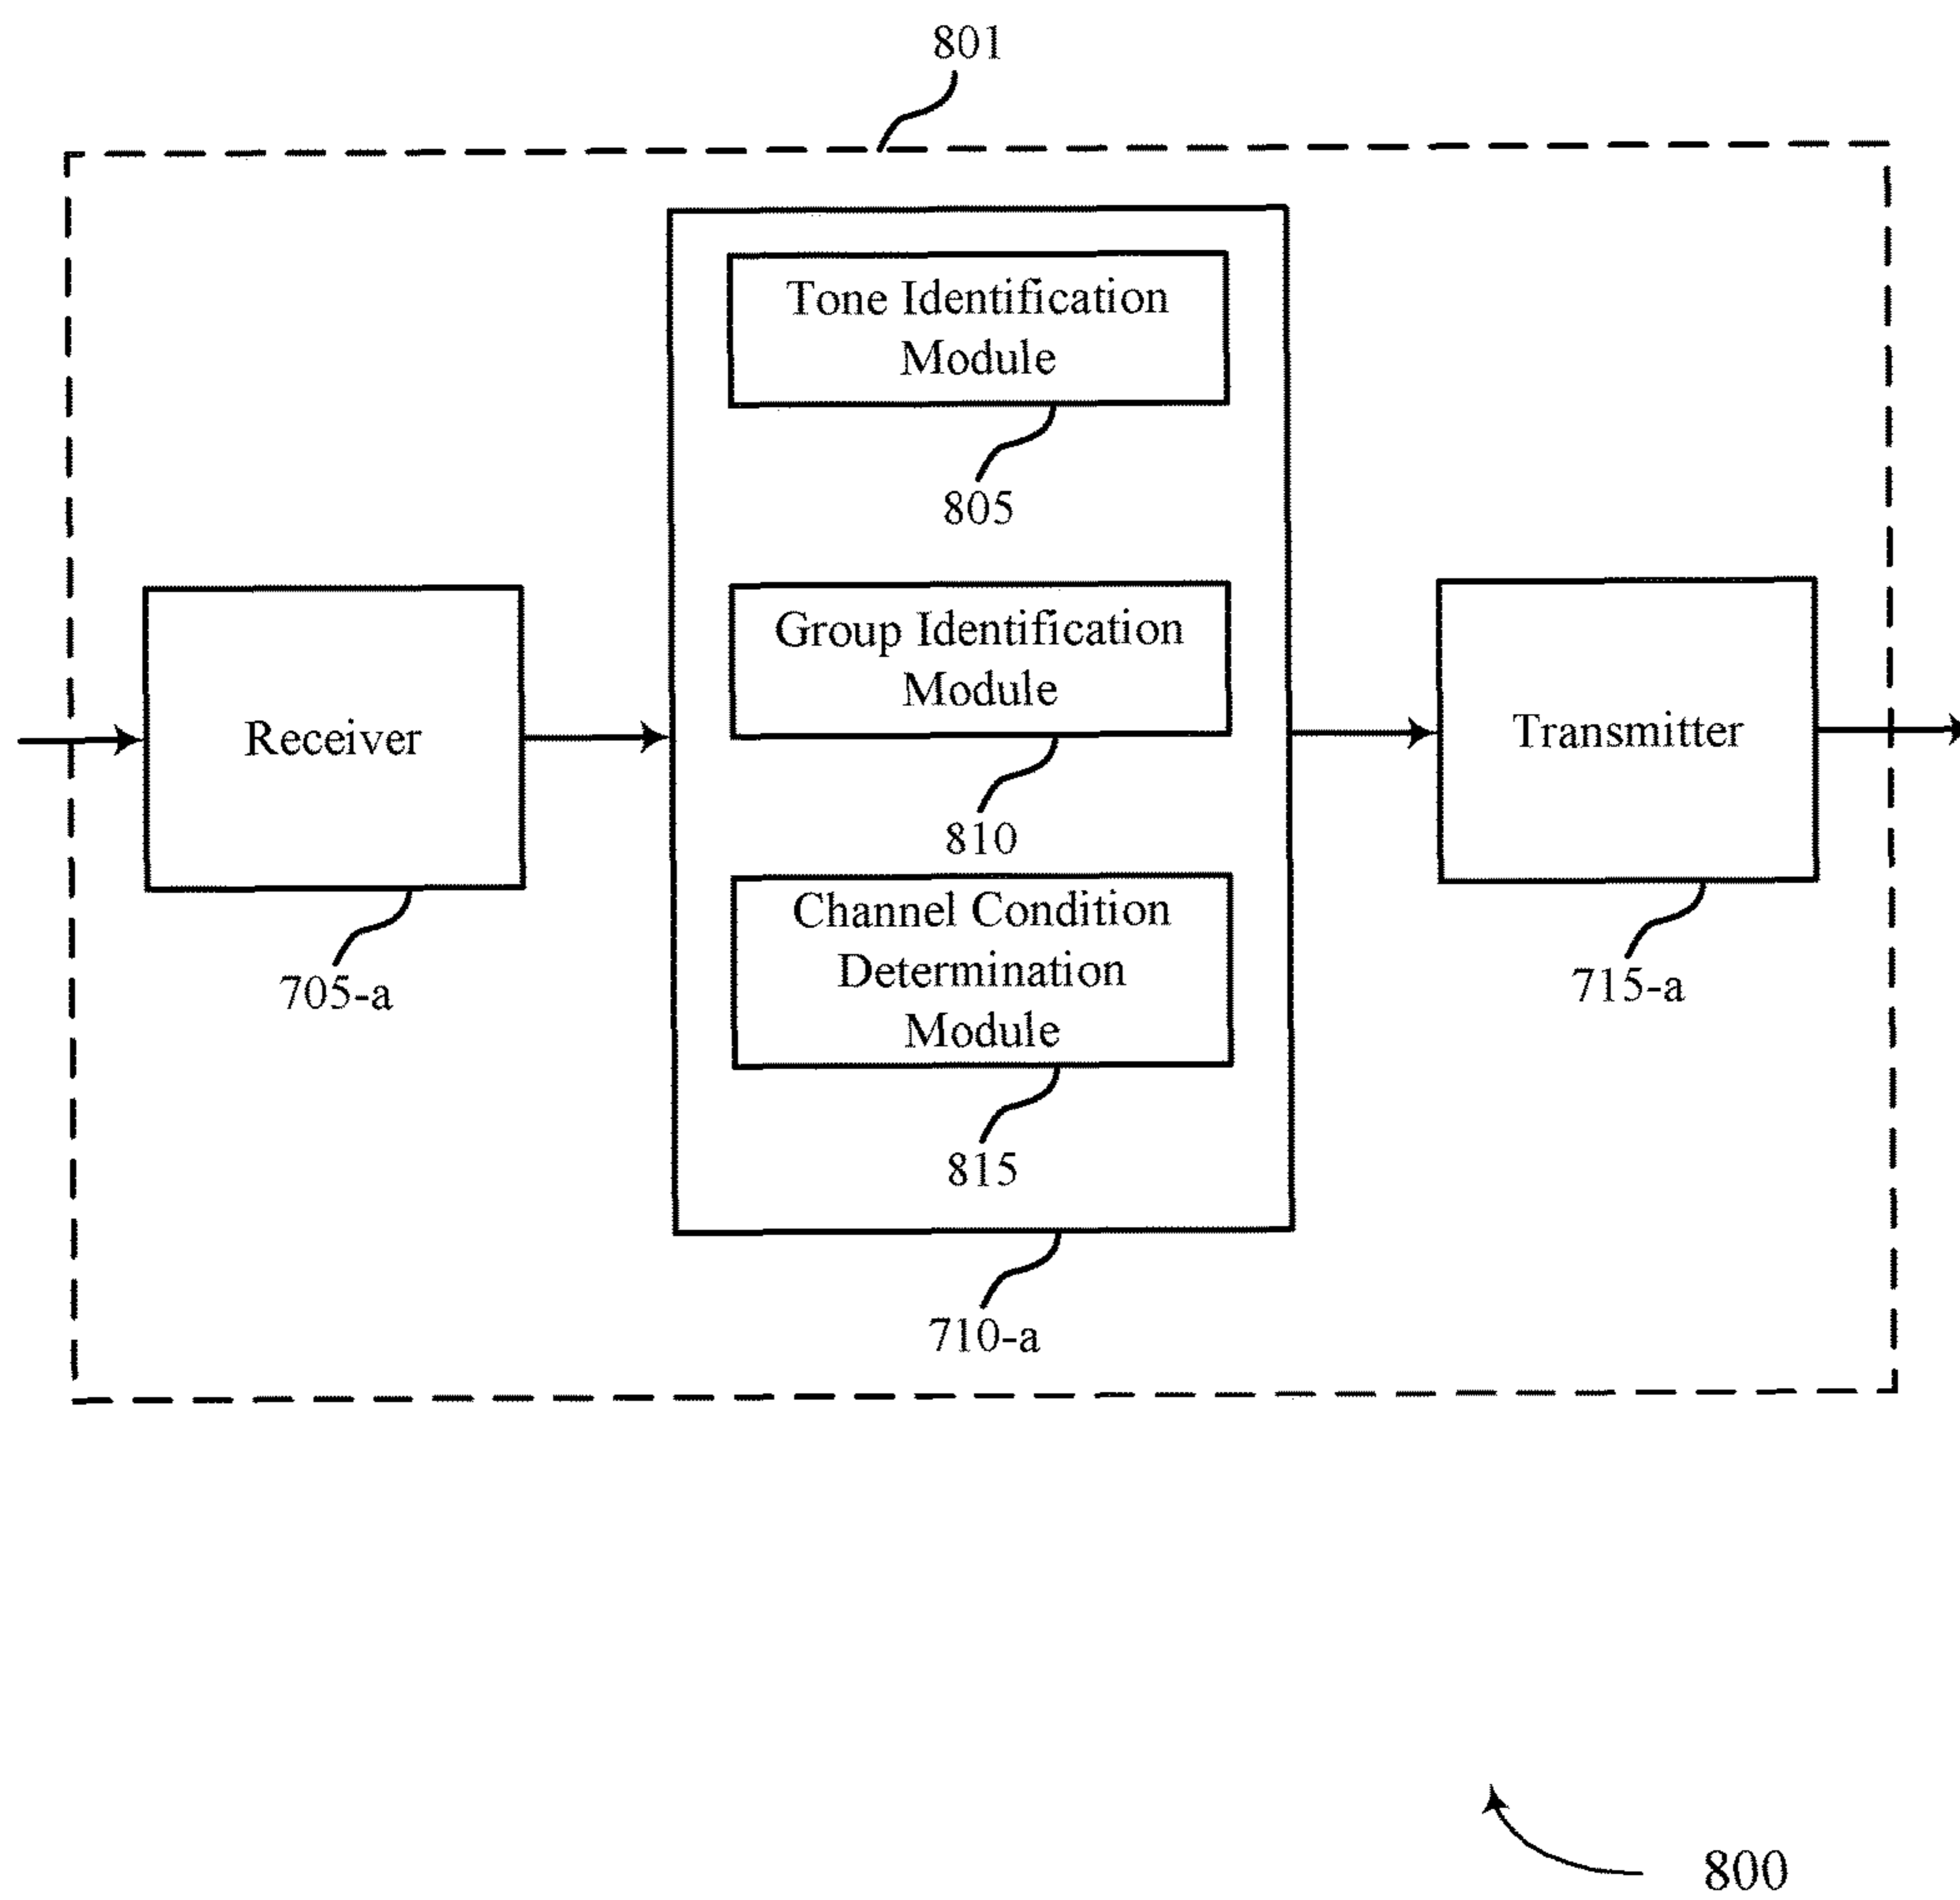 801
Tone Identification
Module
805
Group Identification
Module
810
Channel Condition
Determination
Module
815
710-a
Receiver
705-a
Transmitter
715-a
800